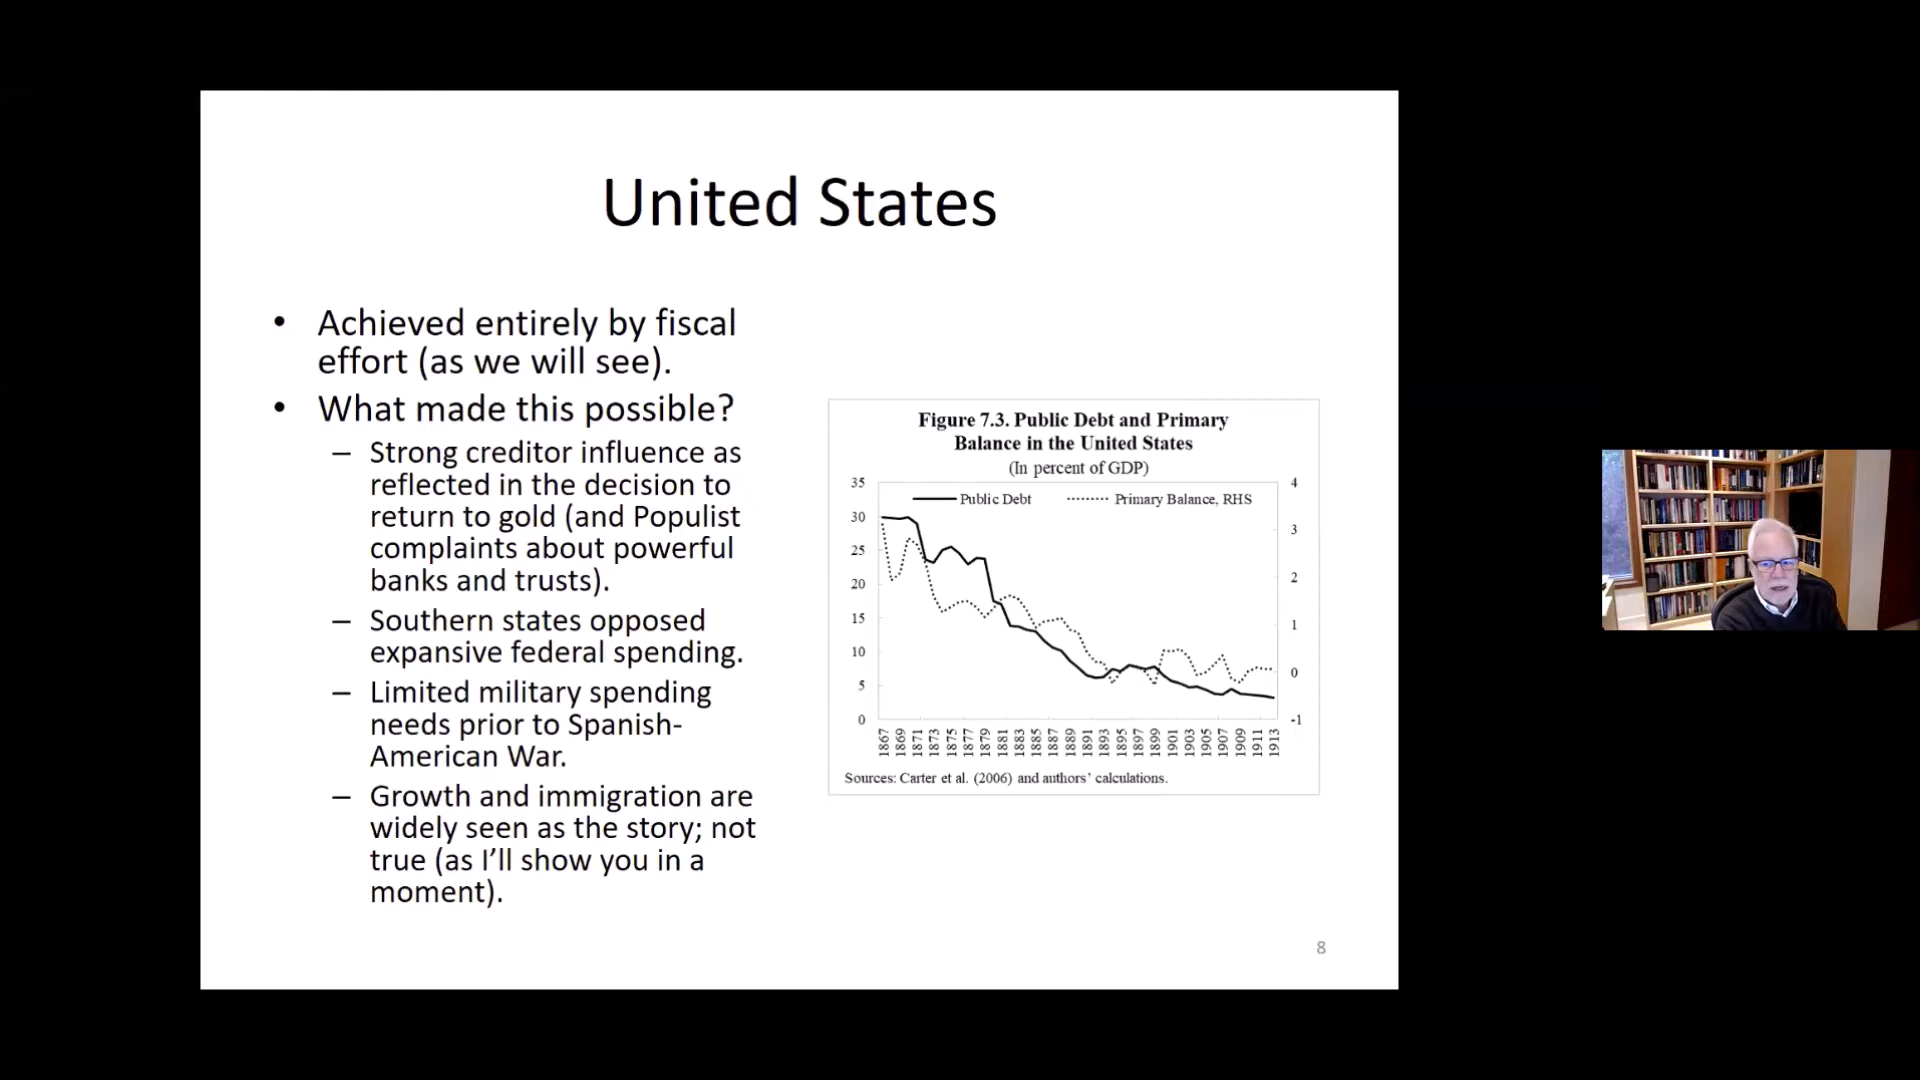 United States
• Achieved entirely by fiscal
effort (as we will see).
• What made this possible?
– Strong creditor influence as
reflected in the decision to
return to gold (and Populist
complaints about powerful
banks and trusts).
– Southern states opposed
expansive federal spending.
– Limited military spending
needs prior to Spanish-
American War.
– Growth and immigration are
widely seen as the story; not
true (as I’ll show you in a
moment).
Figure 7.3. Public Debt and Primary
Balance in the United States
(In percent of GDP)
Public Debt Primary Balance, RHS
35
30
25
20
15
10
5
0
4
3
2
1
0
-1
1867 1869 1871 1873 1875 1877 1879 1881 1883 1885 1887 1889 1891 1893 1895 1897 1899 1901 1903 1905 1907 1909 1911 1913
Sources: Carter et al. (2006) and authors’ calculations.
8